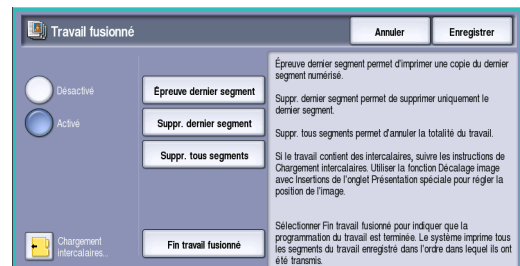 Travail fusionné
Annuler
Enregistrer
Désactivé
Activé
Épreuve dernier segment
Suppr. dernier segment
Suppr. tous segments
Chargement
intercalaires...
Fin travail fusionné
Épreuve dernier segment permet d'imprimer une copie du dernier
segment numérisé.
Suppr. dernier segment permet de supprimer uniquement le
dernier segment.
Suppr. tous segments permet d'annuler la totalité du travail.
Si le travail contient des intercalaires, suivre les instructions de
Chargement intercalaires. Utiliser la fonction Décalage image
avec Insertions de l'onglet Présentation spéciale pour régler la
position de l'image.
Sélectionner Fin travail fusionné pour indiquer que la
programmation du travail est terminée. Le système imprime tous
les segments du travail enregistré dans l'ordre dans lequel ils ont
été transmis.